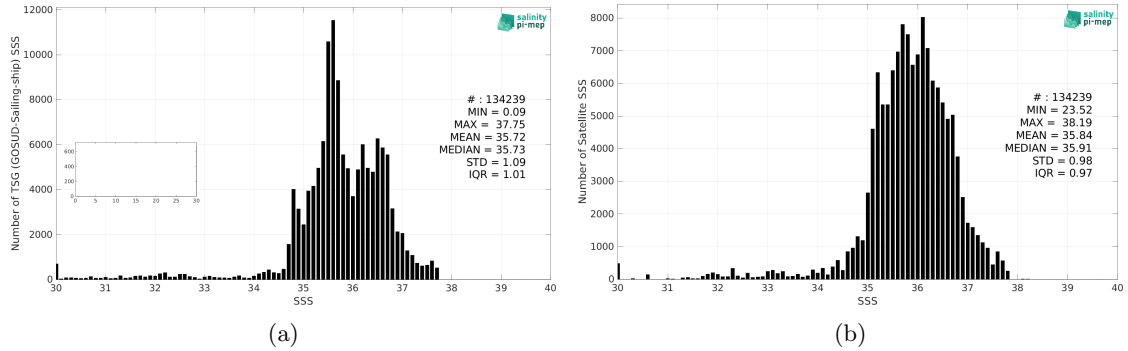 12000
10000
8000
6000
4000
2000
0
Number of TSG (GOSUD-Sailing-ship) SSS
salinity
pi-mep
# : 134239
MIN = 0.09
MAX = 37.75
MEAN = 35.72
MEDIAN = 35.73
STD = 1.09
IQR = 1.01
600
400
200
0
0 5 10 15 20 25 30
30 31 32 33 34 35 36 37 38 39 40
SSS
(a)
8000
7000
6000
5000
4000
3000
2000
1000
0
Number of Satellite SSS
salinity
pi-mep
# : 134239
MIN = 23.52
MAX = 38.19
MEAN = 35.84
MEDIAN = 35.91
STD = 0.98
IQR = 0.97
30 31 32 33 34 35 36 37 38 39 40
SSS
(b)